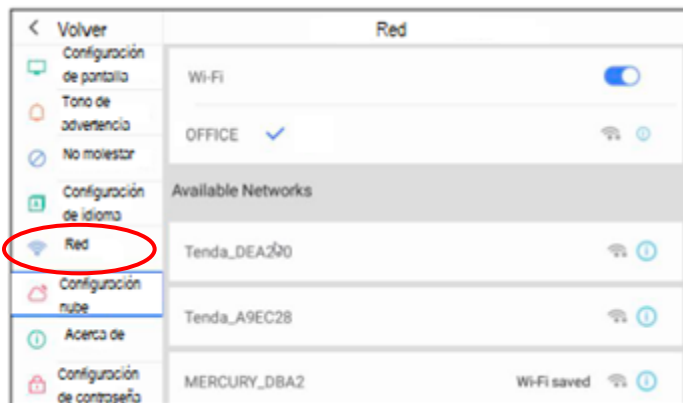 Volver
Red
Configuración
de pantalla
Tono de
advertencia
No molestar
Configuración
de idioma
Red
Configuración
nube
Acerca de
Configuración
de contraseña
Wi-Fi
OFFICE
Available Networks
Tenda_A9EC28
MERCURY_DBA2 Wi-Fi saved